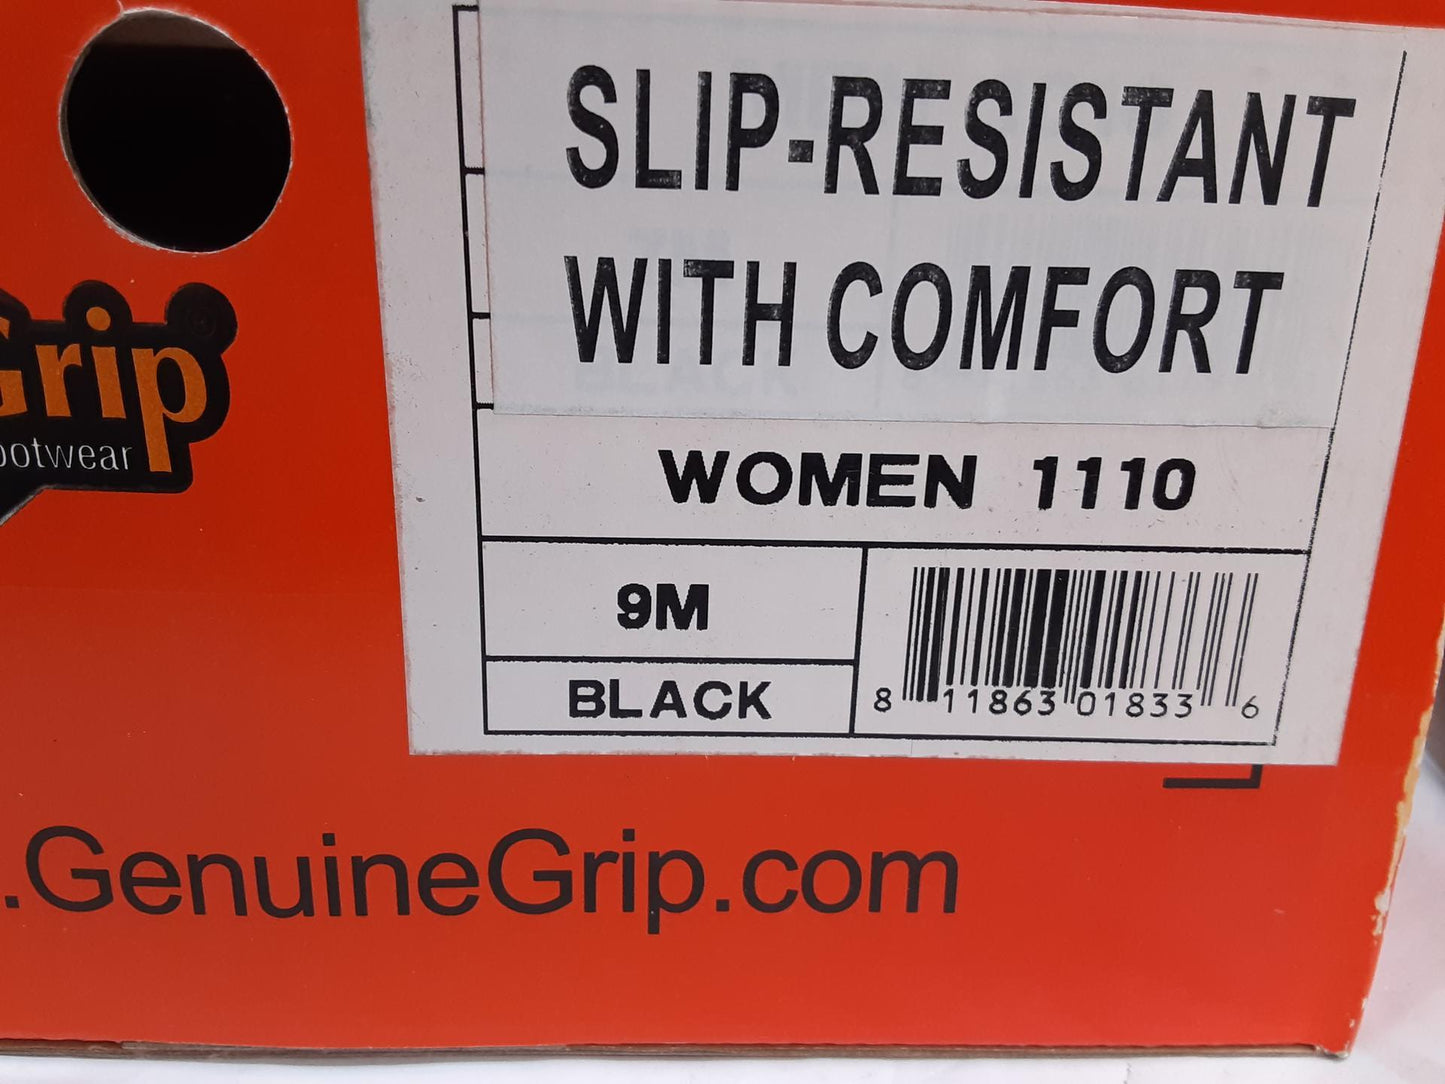 SLIP-RESISTANT
WITH COMFORT
Grip
ootwear
WOMEN 1110
9M
BLACK
8 11863 01833 6
.GenuineGrip.com